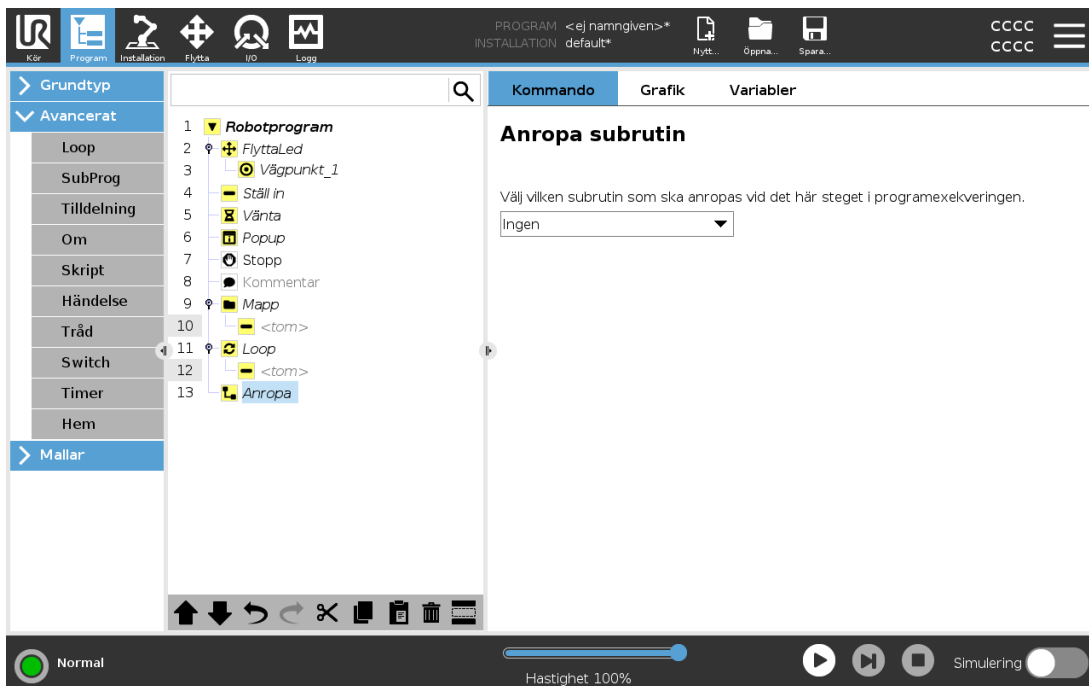 PROGRAM <ej namngiven>*
INSTALLATION default*
CCCC
CCCC
Kör
Program
Installation
Flytta
I/O
Logg
Nytt...
Öppna...
Spara...
Grundtyp
Avancerat
Loop
SubProg
Tilldelning
Om
Skript
Händelse
Tråd
Switch
Timer
Hem
Mallar
1 Robotprogram
2 FlyttaLed
3 Vägpunkt_1
4 Ställ in
5 Vänta
6 Popup
7 Stopp
8 Kommentar
9 Mapp
10 <tom>
11 Loop
12 <tom>
13 Anropa
Kommando
Grafik
Variabler
Anropa subrutin
Välj vilken subrutin som ska anropas vid det här steget i programexekveringen.
Ingen
Normal
Hastighet 100%
Simulering